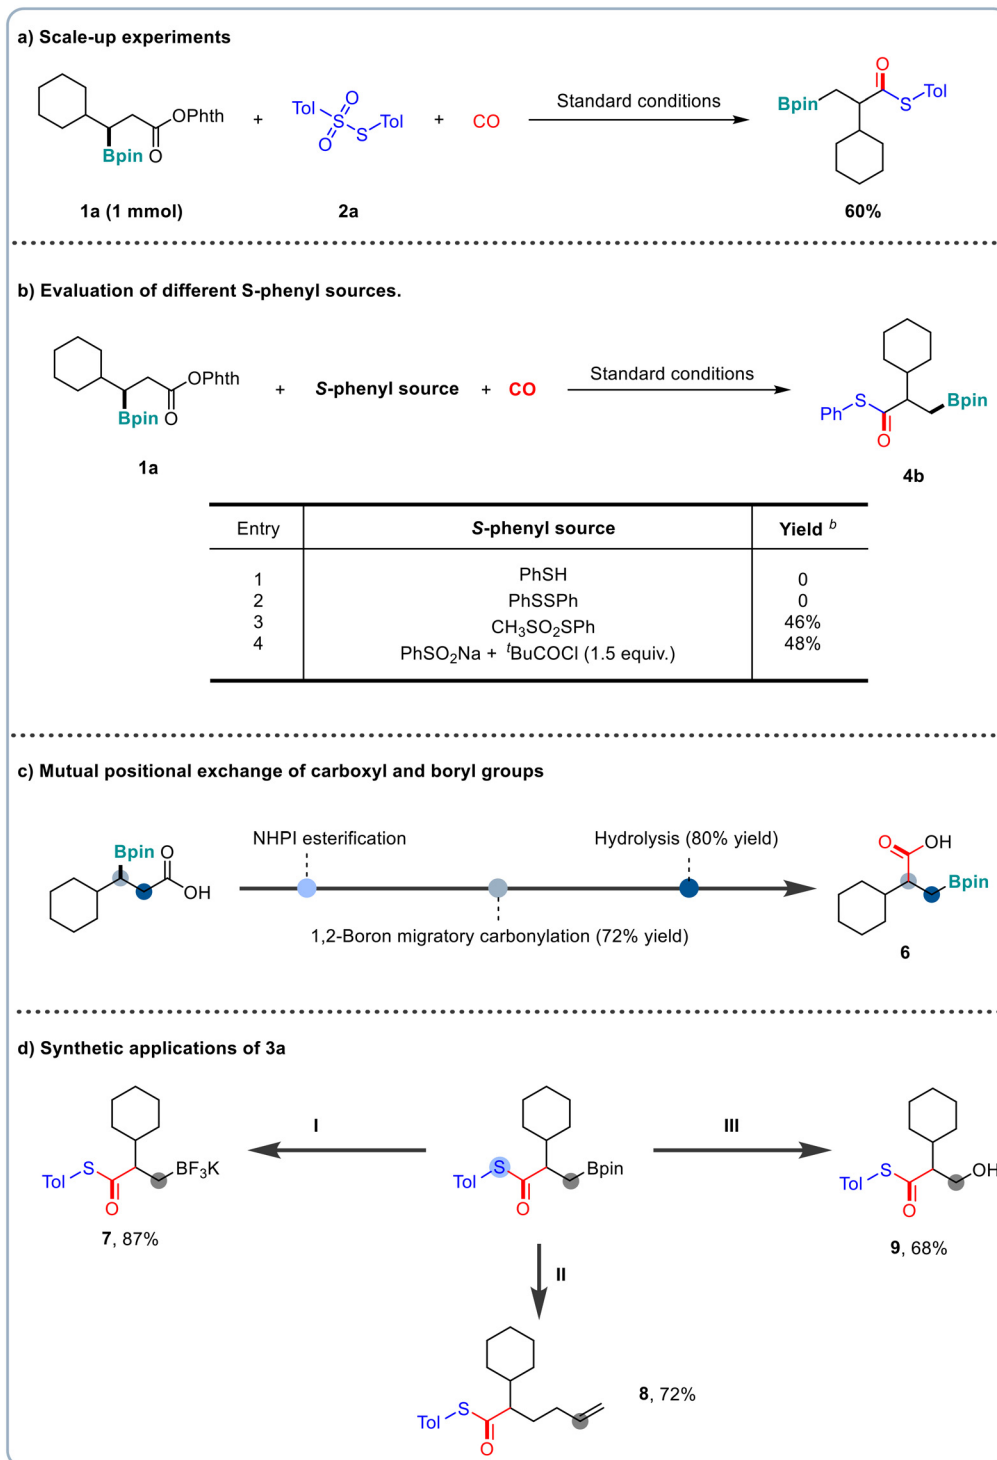 a) Scale-up experiments
OPhth
Bpin
O
1a (1 mmol)
+
Tol
O
S
O
S
Tol
2a
+
CO
Standard conditions
O
Bpin
S
Tol
60%
b) Evaluation of different S-phenyl sources.
OPhth
O
Bpin
1a
+
S-phenyl source
+
CO
Standard conditions
Ph
S
O
Bpin
4b
Entry S-phenyl source Yield b
1 PhSH 0
2 PhSSPh 0
3 CH3SO2SPh 46%
4 PhSO2Na + tBuCOCl (1.5 equiv.) 48%
c) Mutual positional exchange of carboxyl and boryl groups
Bpin
O
OH
NHPI esterification
Hydrolysis (80% yield)
1,2-Boron migratory carbonylation (72% yield)
O
OH
Bpin
6
d) Synthetic applications of 3a
Tol
S
O
BF3K
7, 87%
I
Tol
S
O
Bpin
III
Tol
S
O
OH
9, 68%
II
Tol
S
O
8, 72%